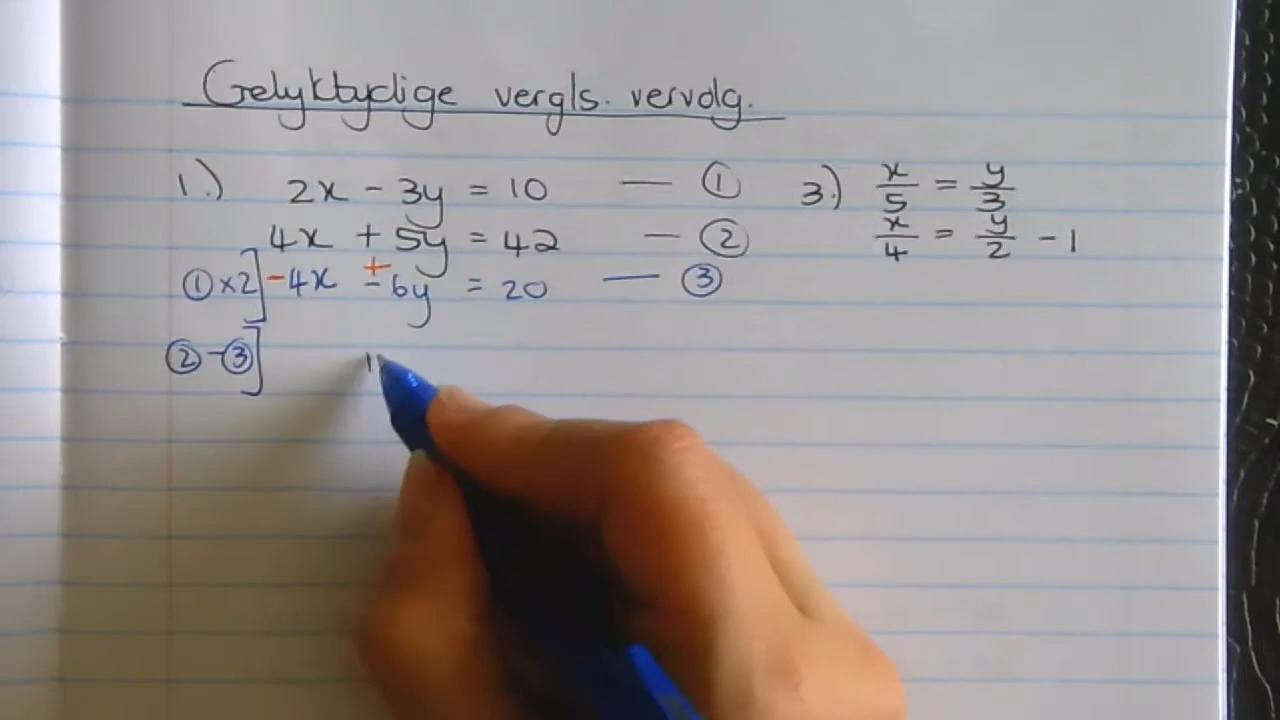 Gelyktydige vergls. vervolg.
1.) 2x - 3y = 10 — ①
4x + 5y = 42 — ②
①×2] -4x ± 6y = 20 — ③
②-③] 1
3.) x/5 = y/3
x/4 = y/2 - 1